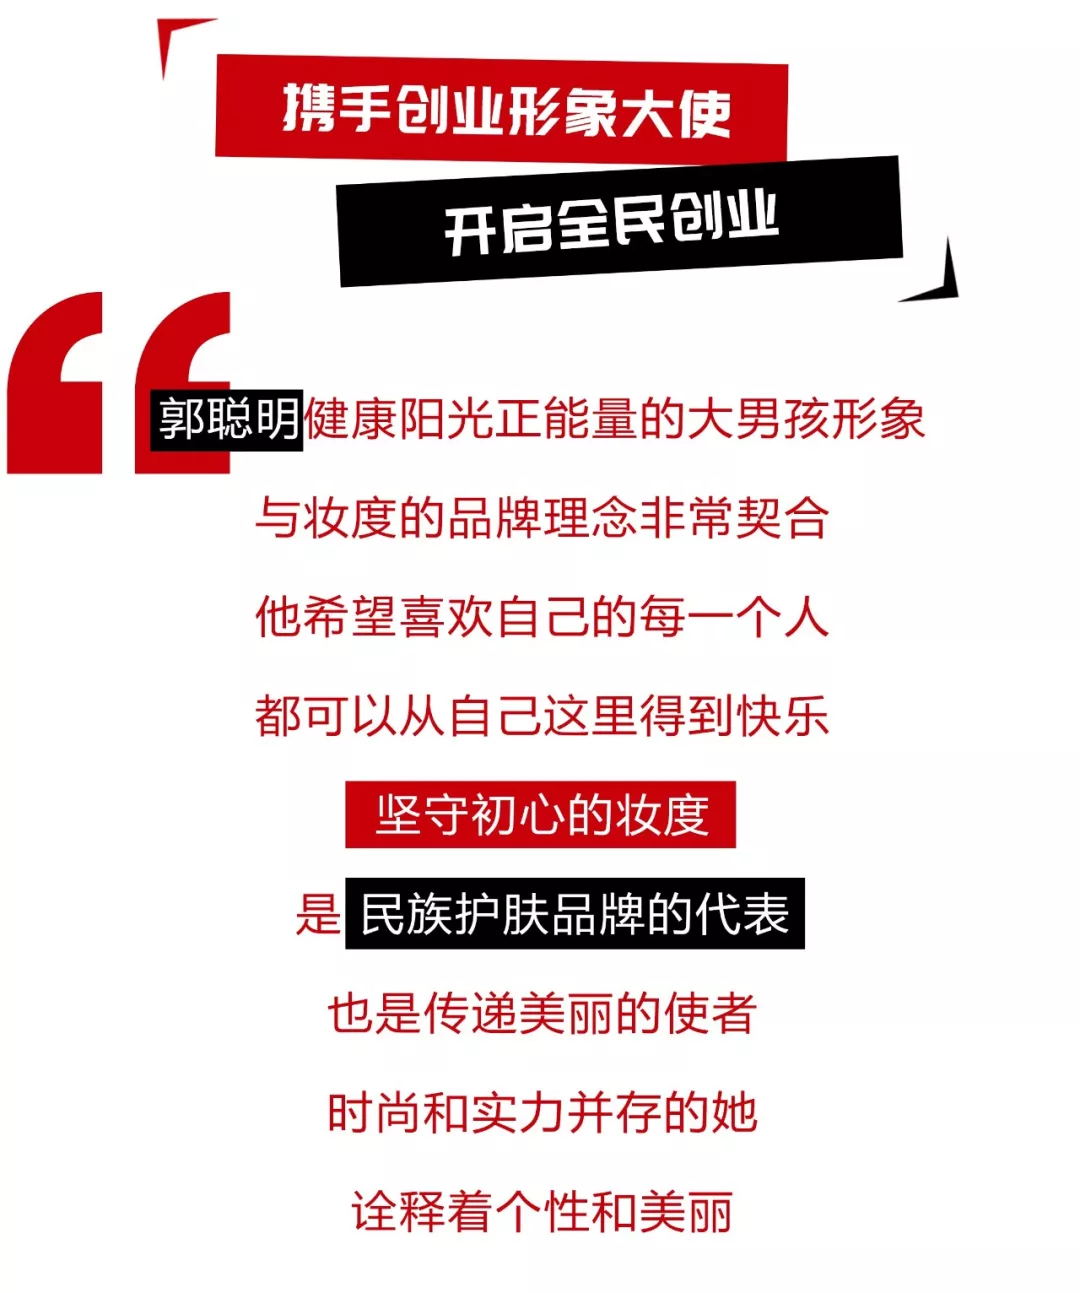 携手创业形象大使
开启全民创业
郭聪明健康阳光正能量的大男孩形象
与妆度的品牌理念非常契合
他希望喜欢自己的每一个人
都可以从自己这里得到快乐
坚守初心的妆度
是民族护肤品牌的代表
也是传递美丽的使者
时尚和实力并存的她
诠释着个性和美丽